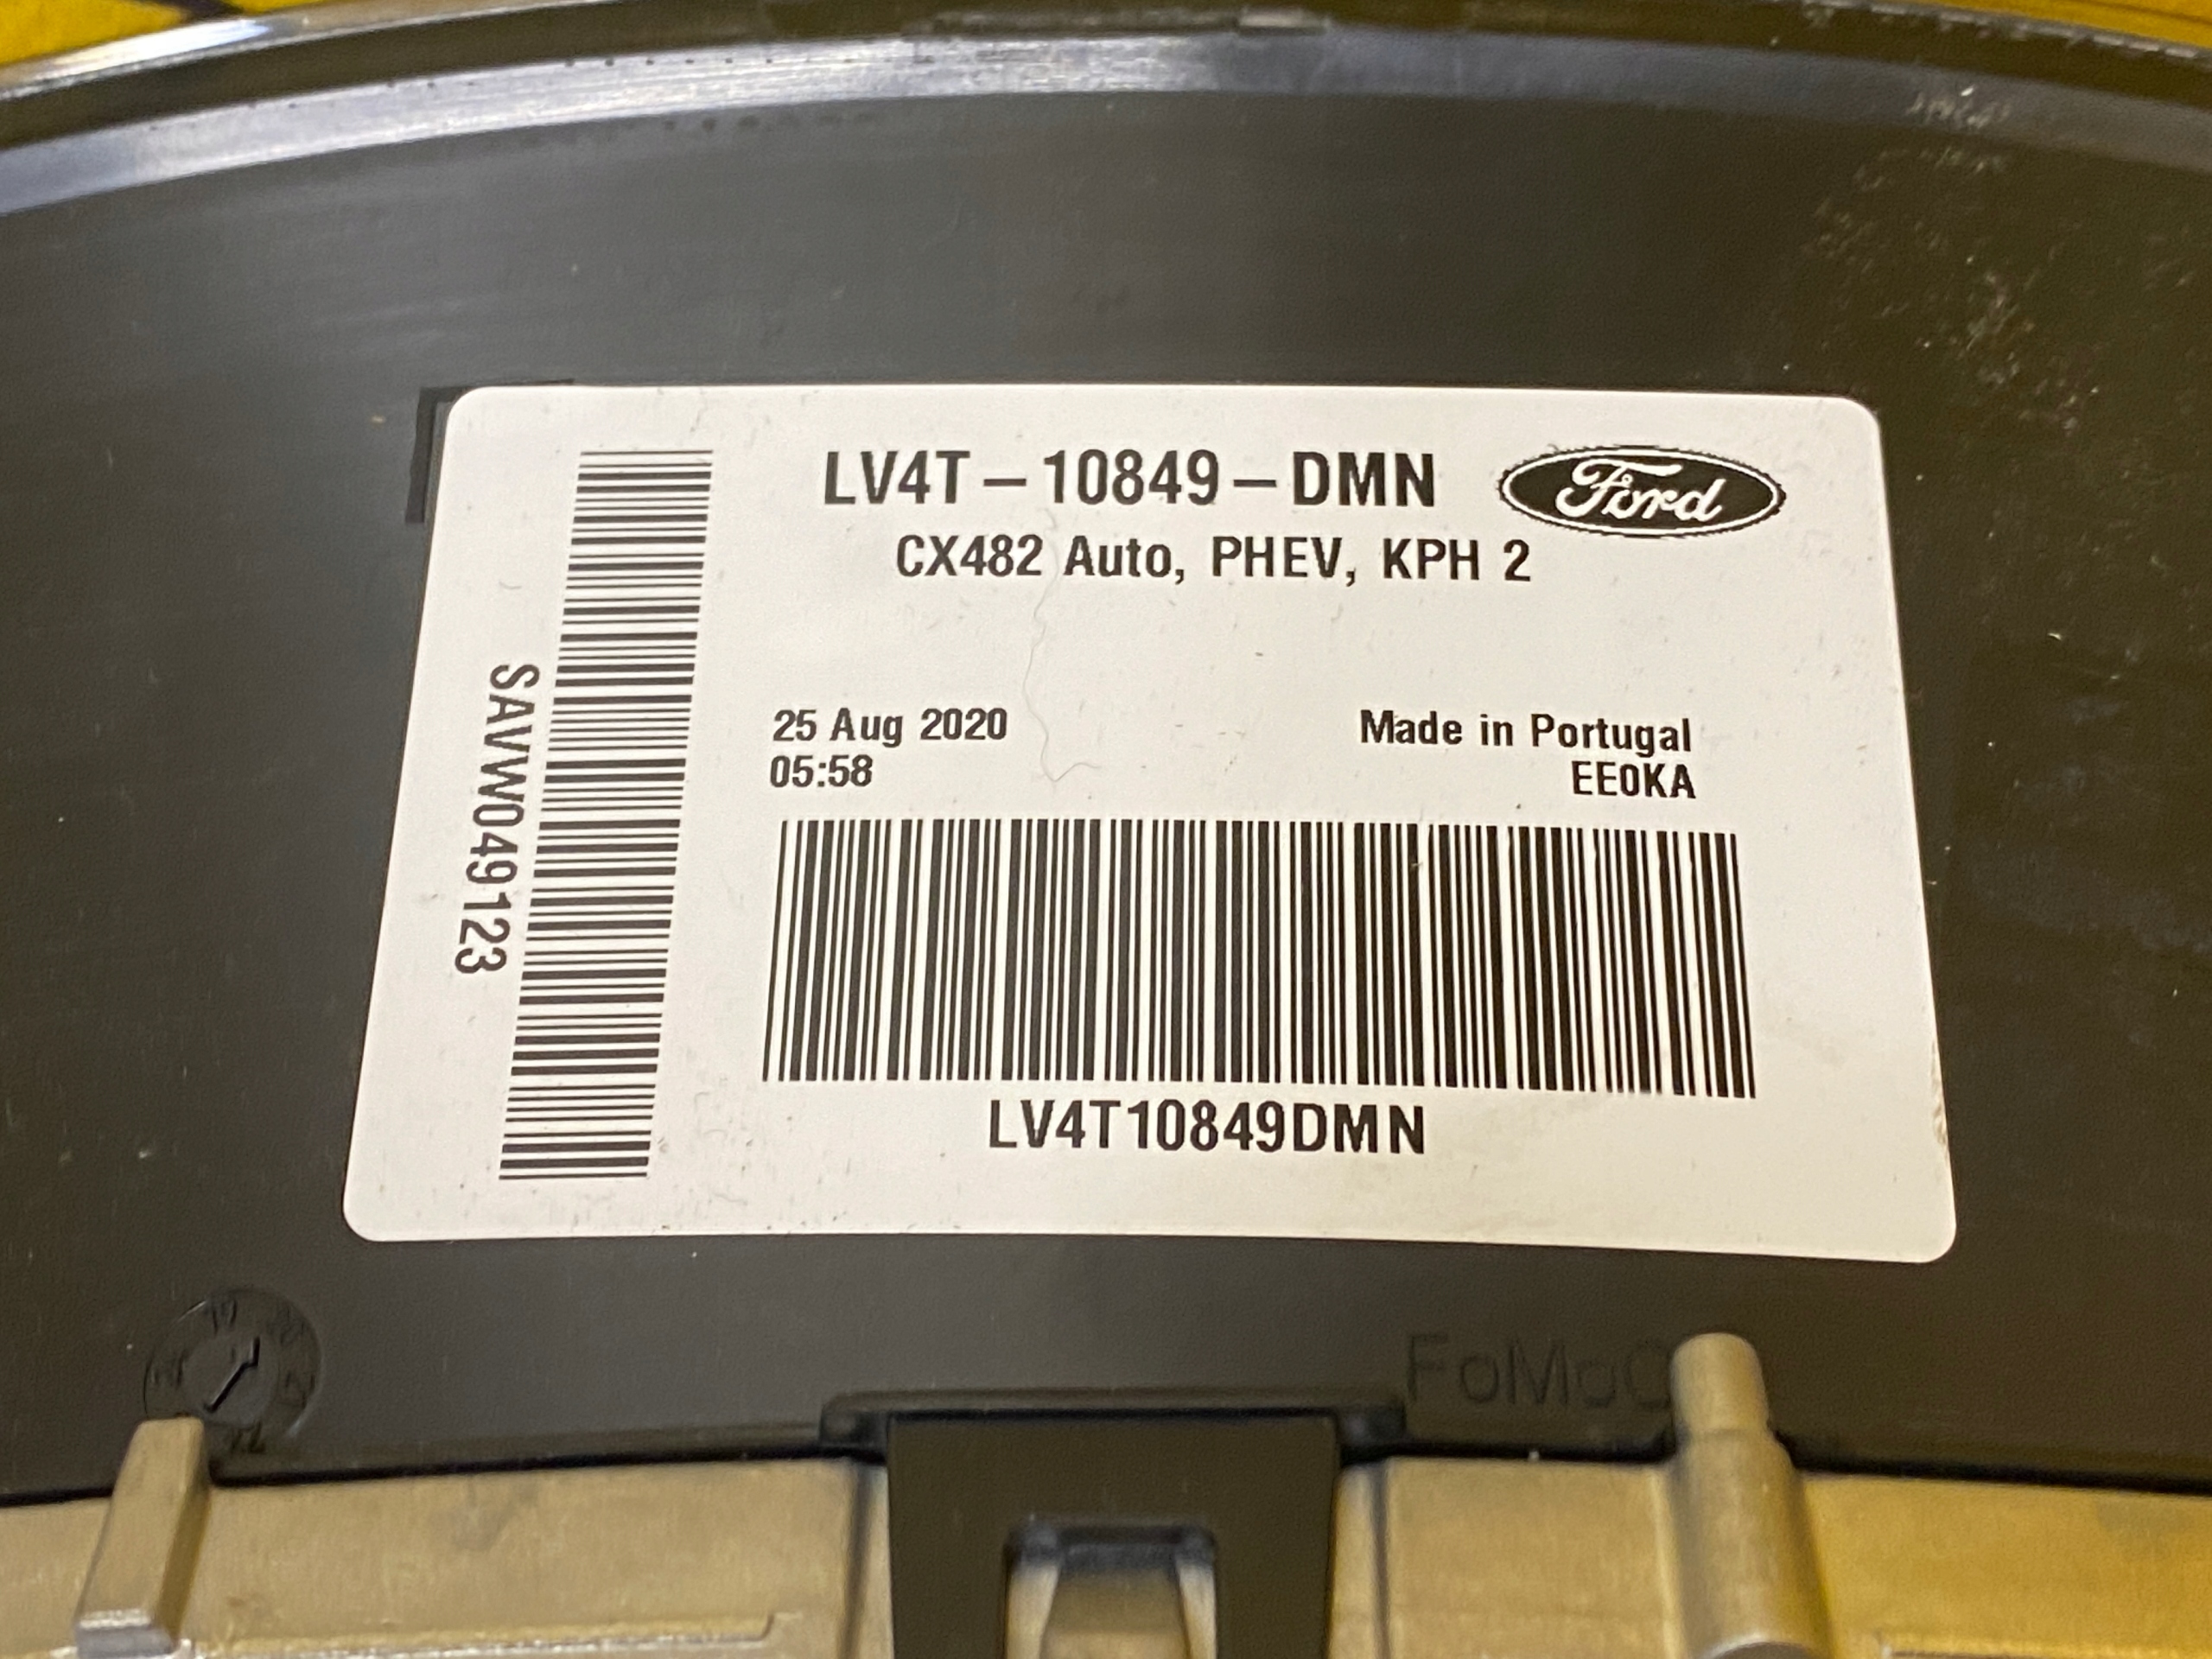 LV4T-10849-DMN
Ford
CX482 Auto, PHEV, KPH 2
25 Aug 2020
05:58
Made in Portugal
EE0KA
SAVW049123
LV4T10849DMN
FoMoC